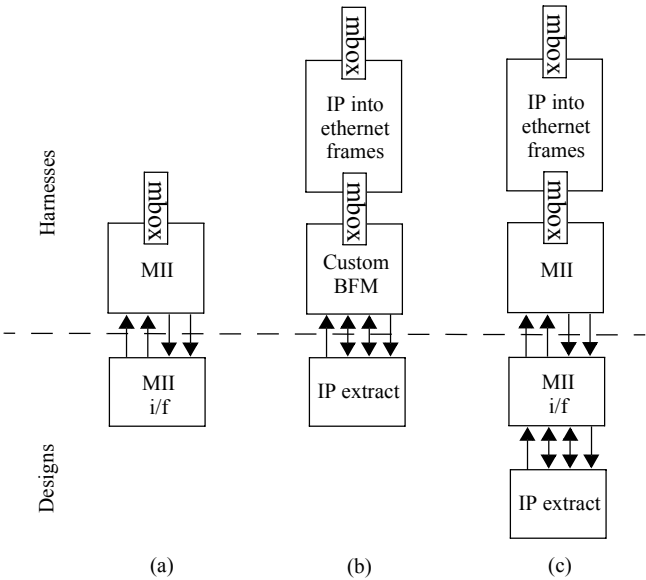 Harnesses
Designs
mbox
MII
MII
i/f
(a)
mbox
IP into
ethernet
frames
mbox
Custom
BFM
IP extract
(b)
mbox
IP into
ethernet
frames
mbox
MII
MII
i/f
IP extract
(c)